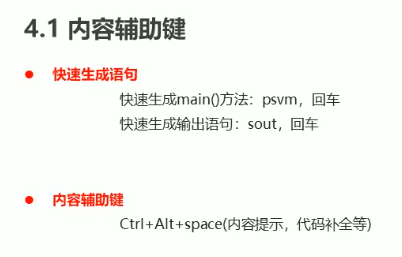 4.1 内容辅助键
● 快速生成语句
快速生成main()方法：psvm，回车
快速生成输出语句：sout，回车
● 内容辅助键
Ctrl+Alt+space(内容提示，代码补全等)